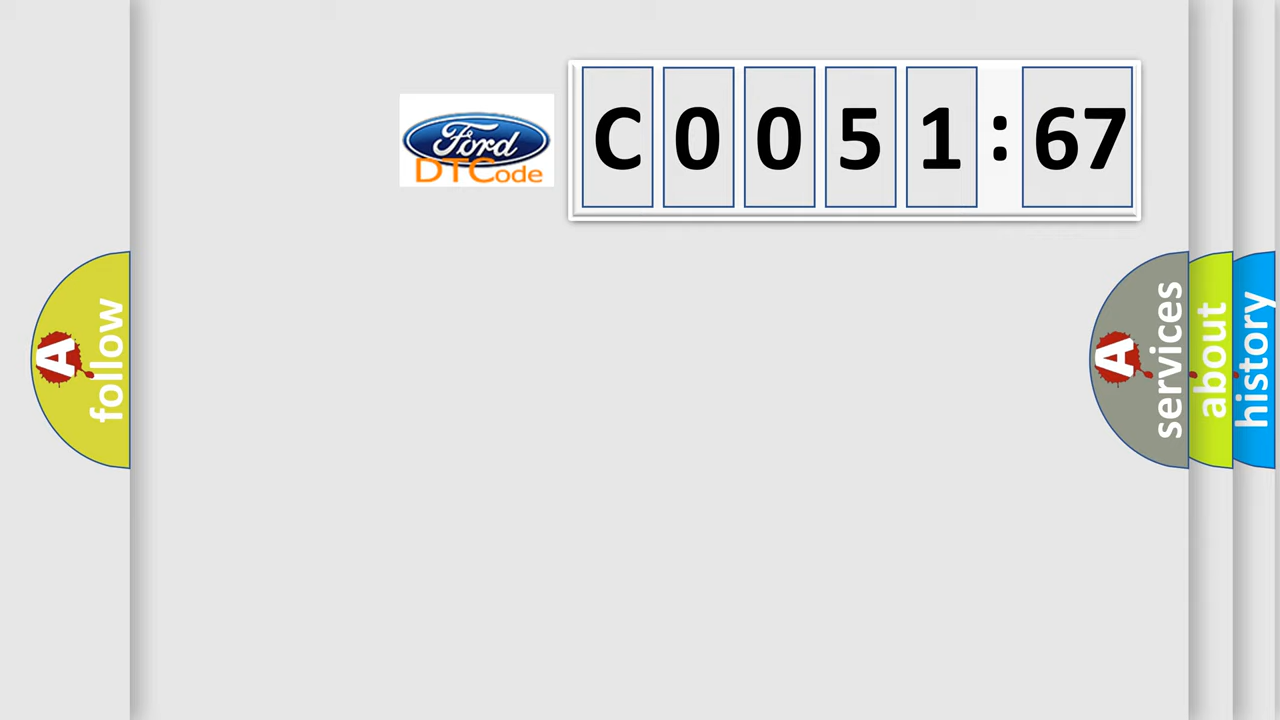 C0051:67
Ford
DTCode
A follow
A services
about
history